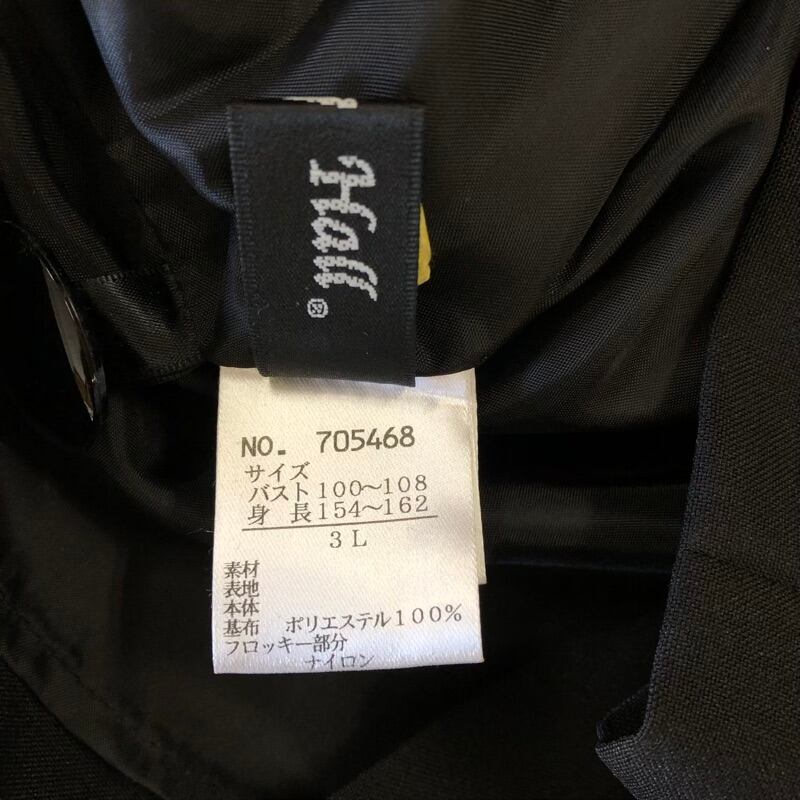 Hall®
NO. 705468
サイズ
バスト100～108
身 長154～162
3L
素材
表地
本体
基布 ポリエステル100%
フロッキー部分
ナイロン